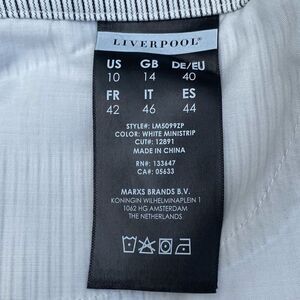 LIVERPOOL®
US GB DE/EU
10 14 40
FR IT ES
42 46 44
STYLE#: LM5099ZP
COLOR: WHITE MINISTRIP
CUT#: 12891
MADE IN CHINA
RN#: 133647
CA#: 05633
MARXS BRANDS B.V.
KONINGIN WILHELMINAPLEIN 1
1062 HG AMSTERDAM
THE NETHERLANDS